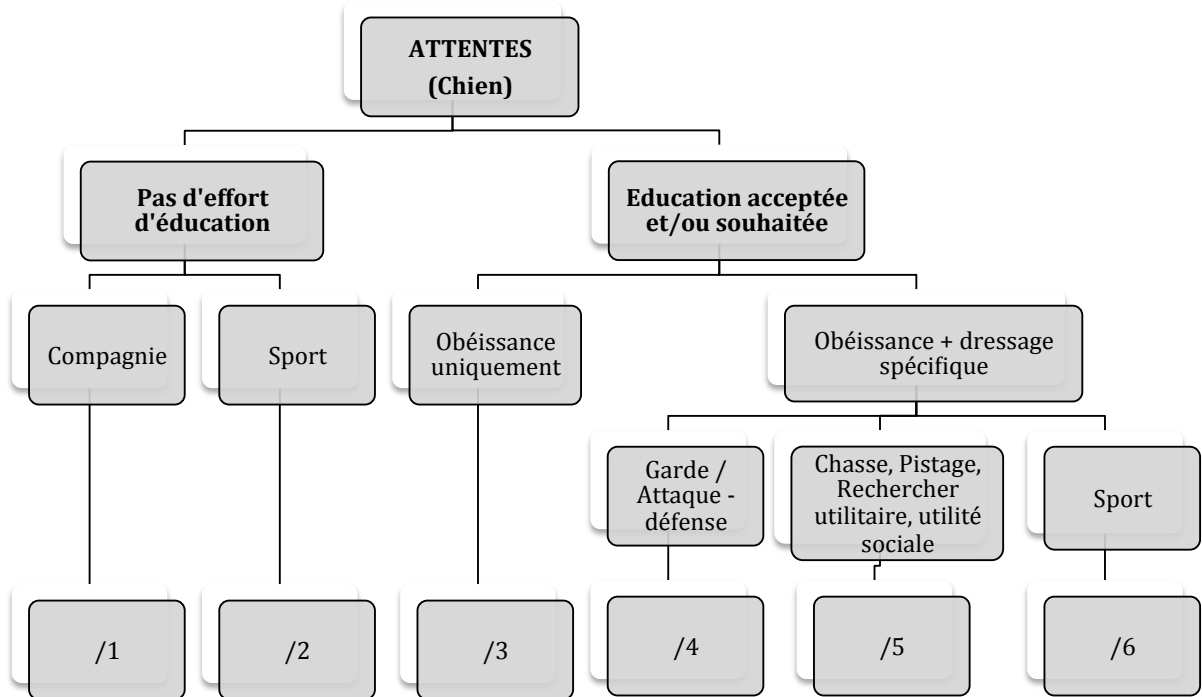 ATTENTES
(Chien)
Pas d'effort
d'éducation
Education acceptée
et/ou souhaitée
Compagnie
Sport
Obéissance
uniquement
Obéissance + dressage
spécifique
Garde /
Attaque -
défense
Chasse, Pistage,
Rechercher
utilitaire, utilité
sociale
Sport
/1
/2
/3
/4
/5
/6